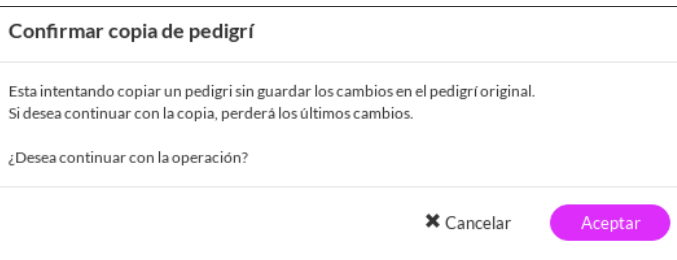 Confirmar copia de pedigrí
Esta intentando copiar un pedigri sin guardar los cambios en el pedigrí original.
Si desea continuar con la copia, perderá los últimos cambios.
¿Desea continuar con la operación?
✖ Cancelar
Aceptar